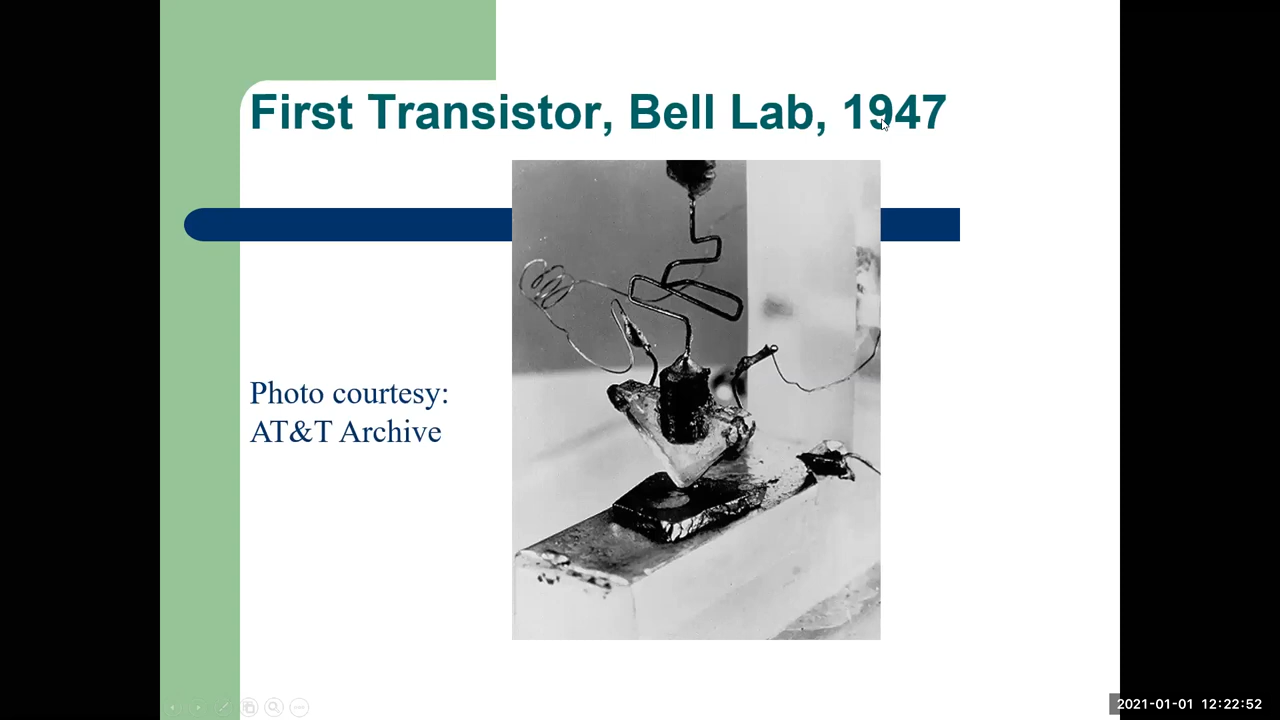 First Transistor, Bell Lab, 1947
Photo courtesy:
AT&T Archive
2021-01-01 12:22:52